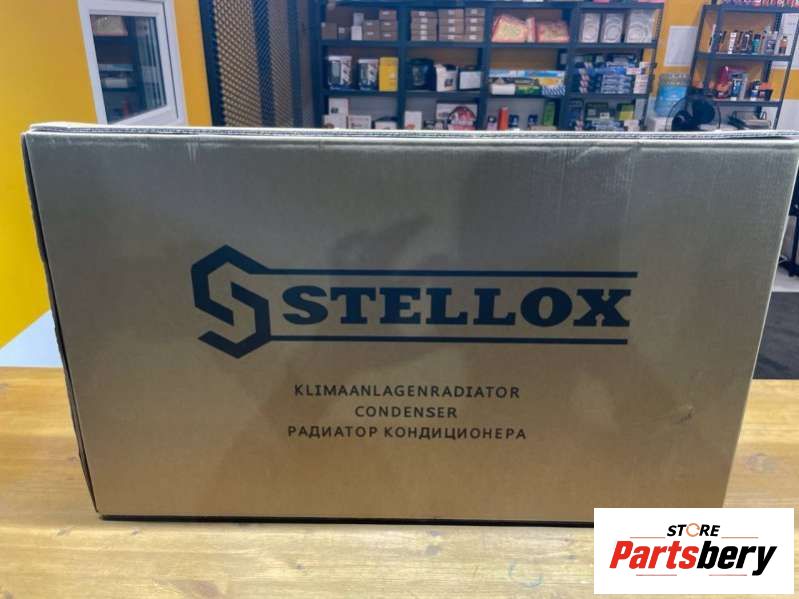 STELLOX
KLIMAANLAGENRADIATOR
CONDENSER
РАДИАТОР КОНДИЦИОНЕРА
STORE
Partsbery